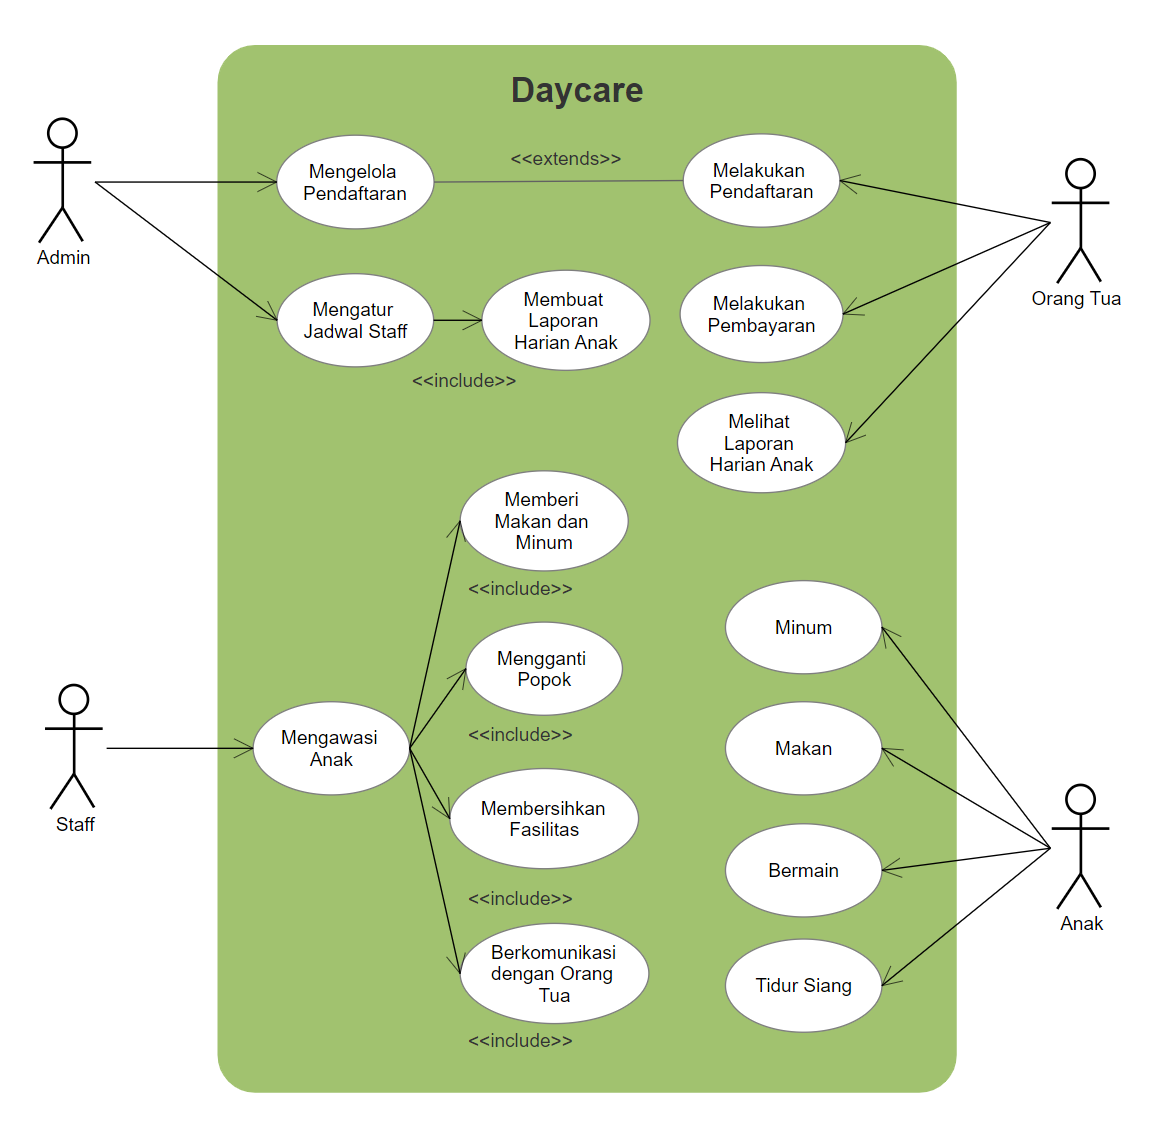 Daycare
Mengelola
Pendaftaran
<<extends>>
Melakukan
Pendaftaran
Admin
Orang Tua
Mengatur
Jadwal Staff
Membuat
Laporan
Harian Anak
<<include>>
Melakukan
Pembayaran
Melihat
Laporan
Harian Anak
Memberi
Makan dan
Minum
<<include>>
Mengganti
Popok
<<include>>
Mengawasi
Anak
Staff
Membersihkan
Fasilitas
<<include>>
Berkomunikasi
dengan Orang
Tua
<<include>>
Minum
Makan
Bermain
Tidur Siang
Anak